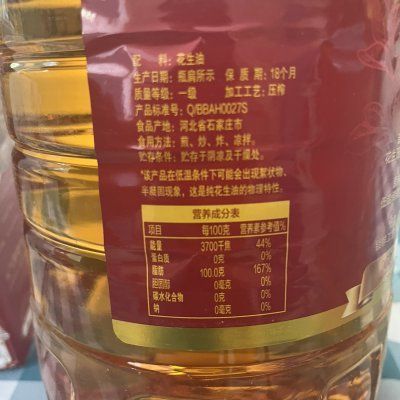 配 料：花生油
生产日期：瓶肩所示 保 质 期：18个月
质量等级：一级 加工工艺：压榨
产品标准号：Q/BBAH0027S
食品产地：河北省石家庄市
食用方法：煎、炒、炸、凉拌。
贮存条件：贮存于阴凉及干燥处。
*该产品在低温条件下可能会出现絮状物、
半凝固现象，这是纯花生油的物理特性。
营养成分表
项目 每100克 营养素参考值%
能量 3700千焦 44%
蛋白质 0克 0%
脂肪 100.0克 167%
胆固醇 0毫克
碳水化合物 0克 0%
钠 0毫克 0%